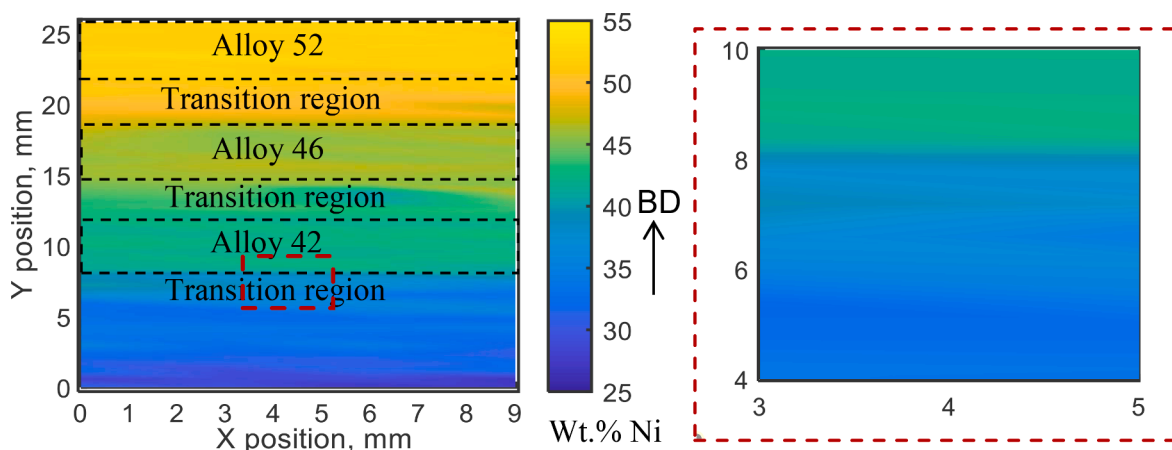 25
20
15
10
5
0
Y position, mm
Alloy 52
Transition region
Alloy 46
Transition region
Alloy 42
Transition region
0 1 2 3 4 5 6 7 8 9
X position, mm
55
50
45
40
35
30
25
Wt.% Ni
BD
10
8
6
4
3 4 5